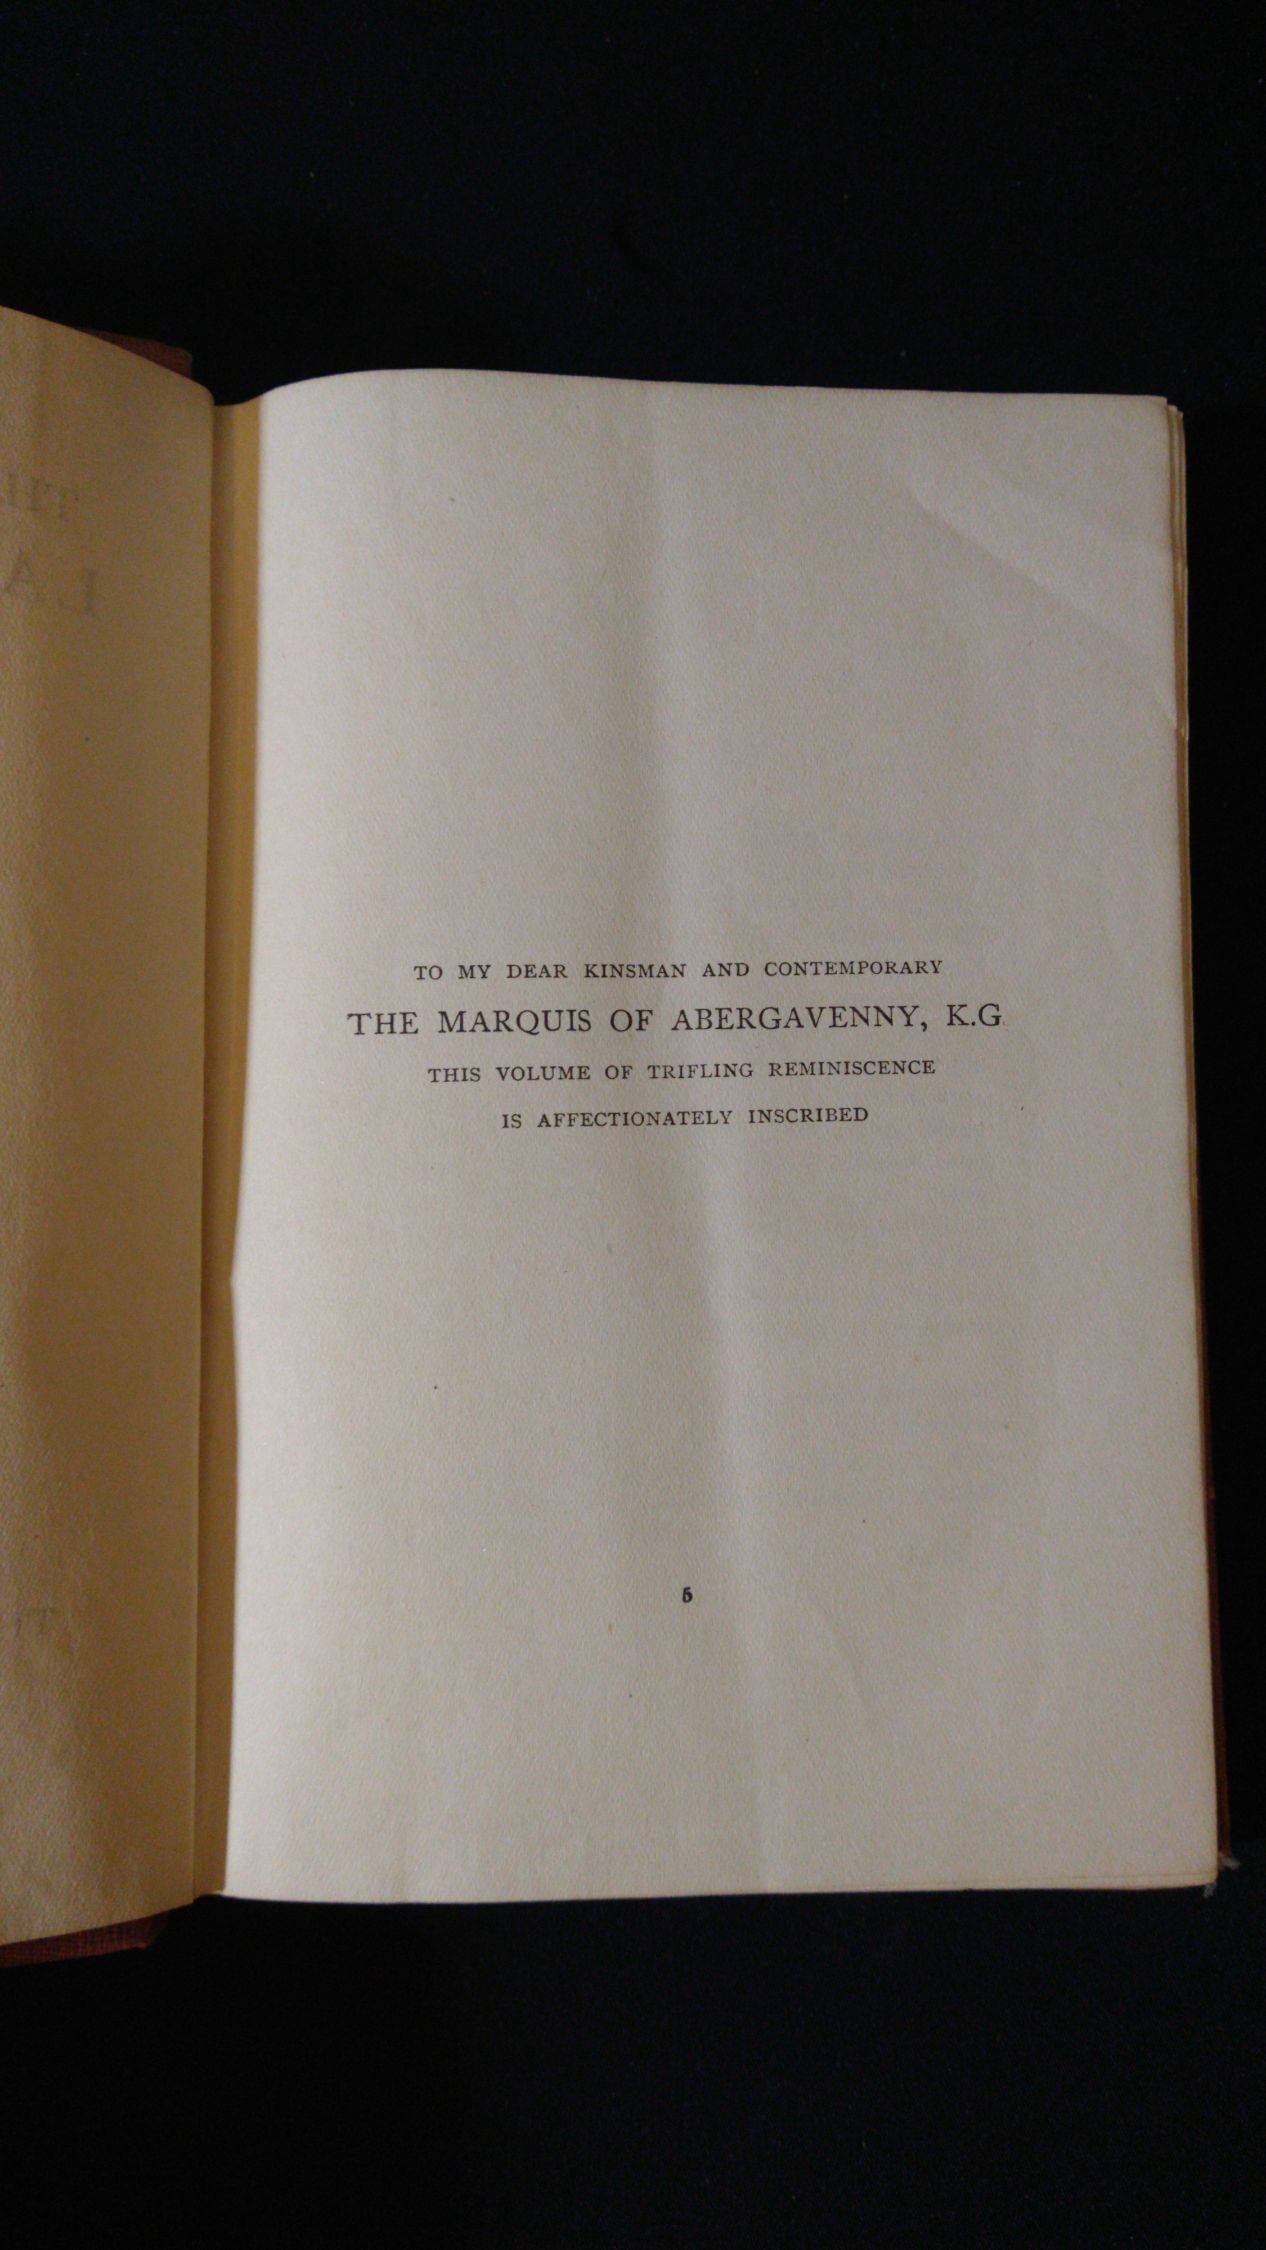 TO MY DEAR KINSMAN AND CONTEMPORARY
THE MARQUIS OF ABERGAVENNY, K.G
THIS VOLUME OF TRIFLING REMINISCENCE
IS AFFECTIONATELY INSCRIBED
5